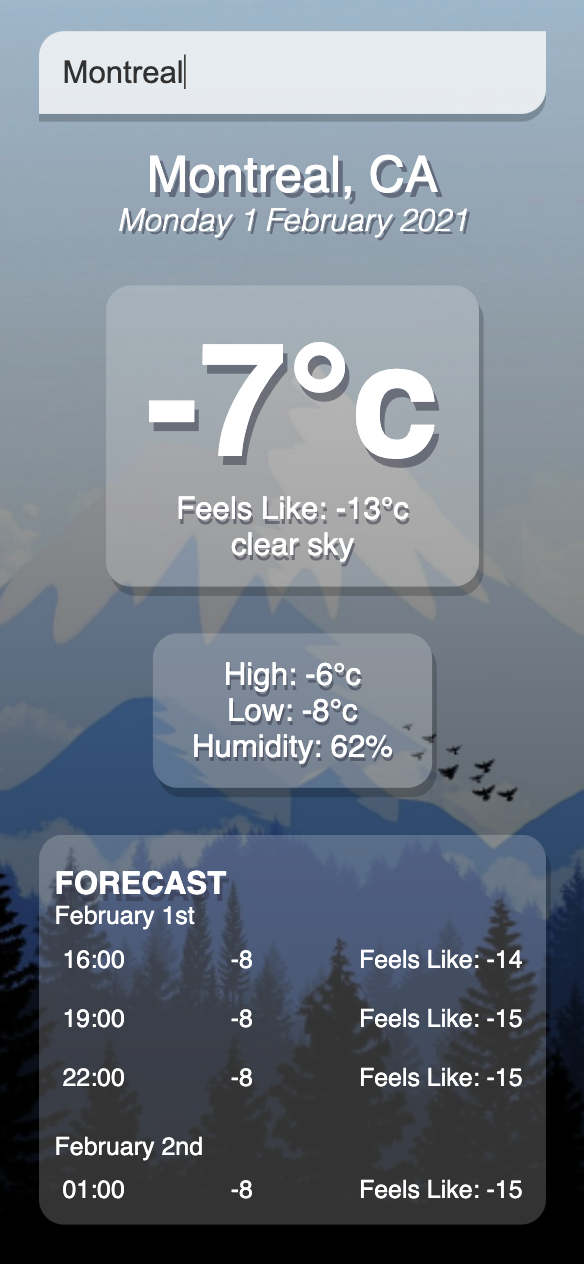 Montreal
Montreal, CA
Monday 1 February 2021
-7°c
Feels Like: -13°c
clear sky
High: -6°c
Low: -8°c
Humidity: 62%
FORECAST
February 1st
16:00 -8 Feels Like: -14
19:00 -8 Feels Like: -15
22:00 -8 Feels Like: -15
February 2nd
01:00 -8 Feels Like: -15